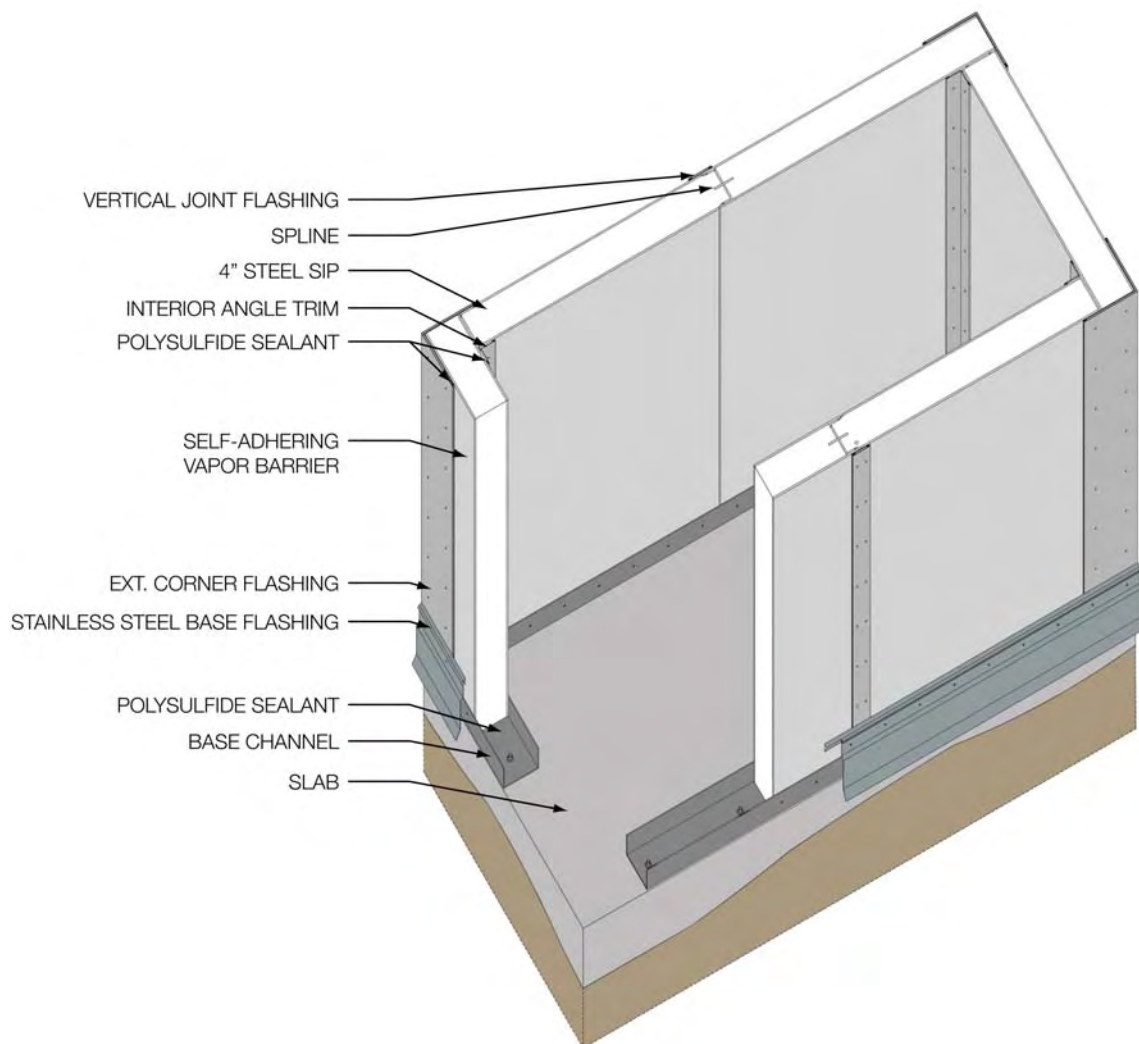 VERTICAL JOINT FLASHING
SPLINE
4” STEEL SIP
INTERIOR ANGLE TRIM
POLYSULFIDE SEALANT
SELF-ADHERING
VAPOR BARRIER
EXT. CORNER FLASHING
STAINLESS STEEL BASE FLASHING
POLYSULFIDE SEALANT
BASE CHANNEL
SLAB